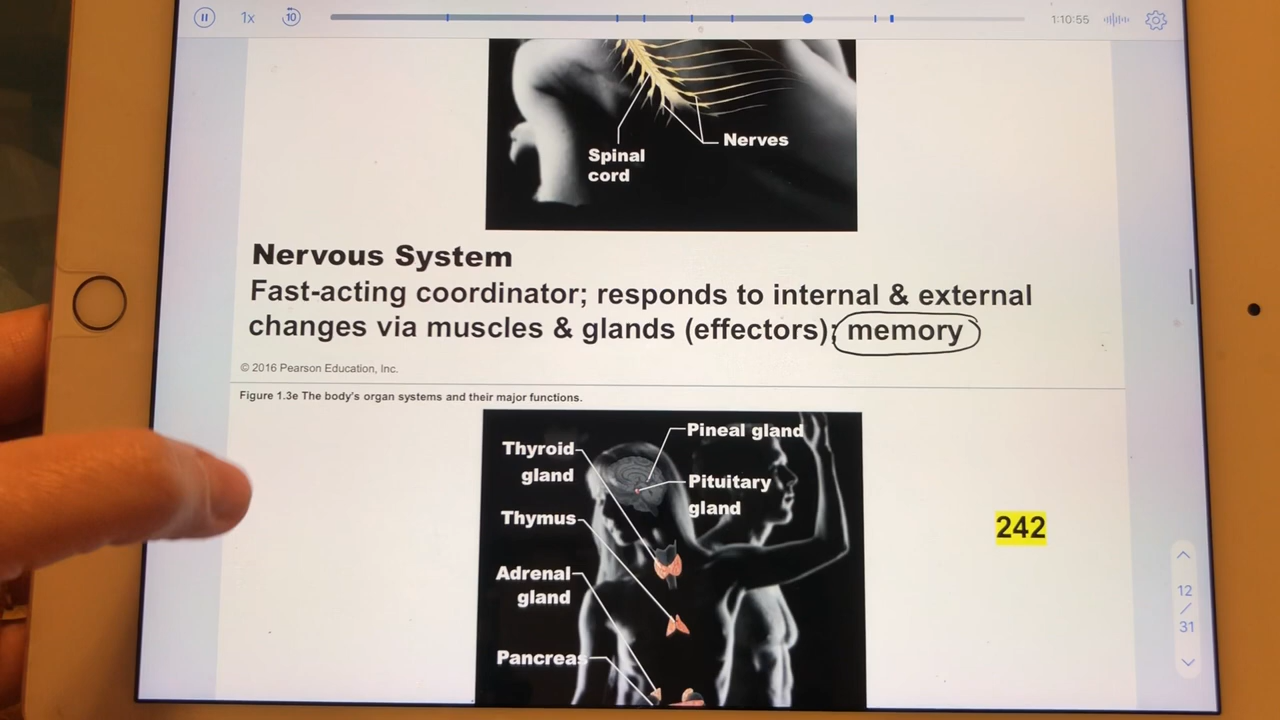 1x
10
1:10:55
Spinal
cord
Nerves
Nervous System
Fast-acting coordinator; responds to internal & external
changes via muscles & glands (effectors); memory
© 2016 Pearson Education, Inc.
Figure 1.3e The body's organ systems and their major functions.
Thyroid
gland
Pineal gland
Pituitary
gland
Thymus
Adrenal
gland
Pancreas
242
12
/
31